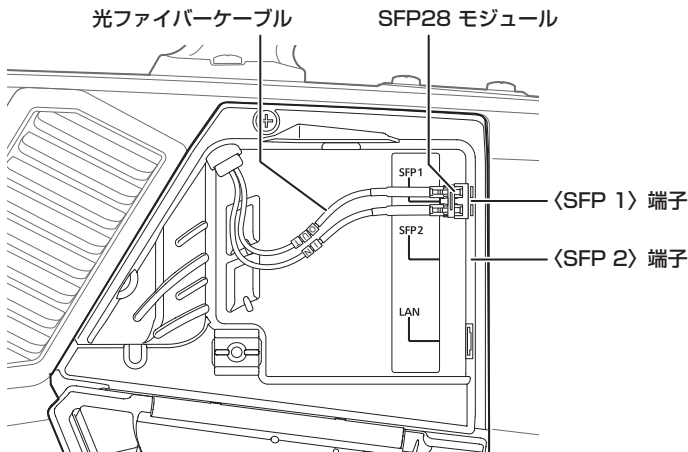 光ファイバーケーブル
SFP28 モジュール
SFP1
〈SFP 1〉端子
SFP2
〈SFP 2〉端子
LAN